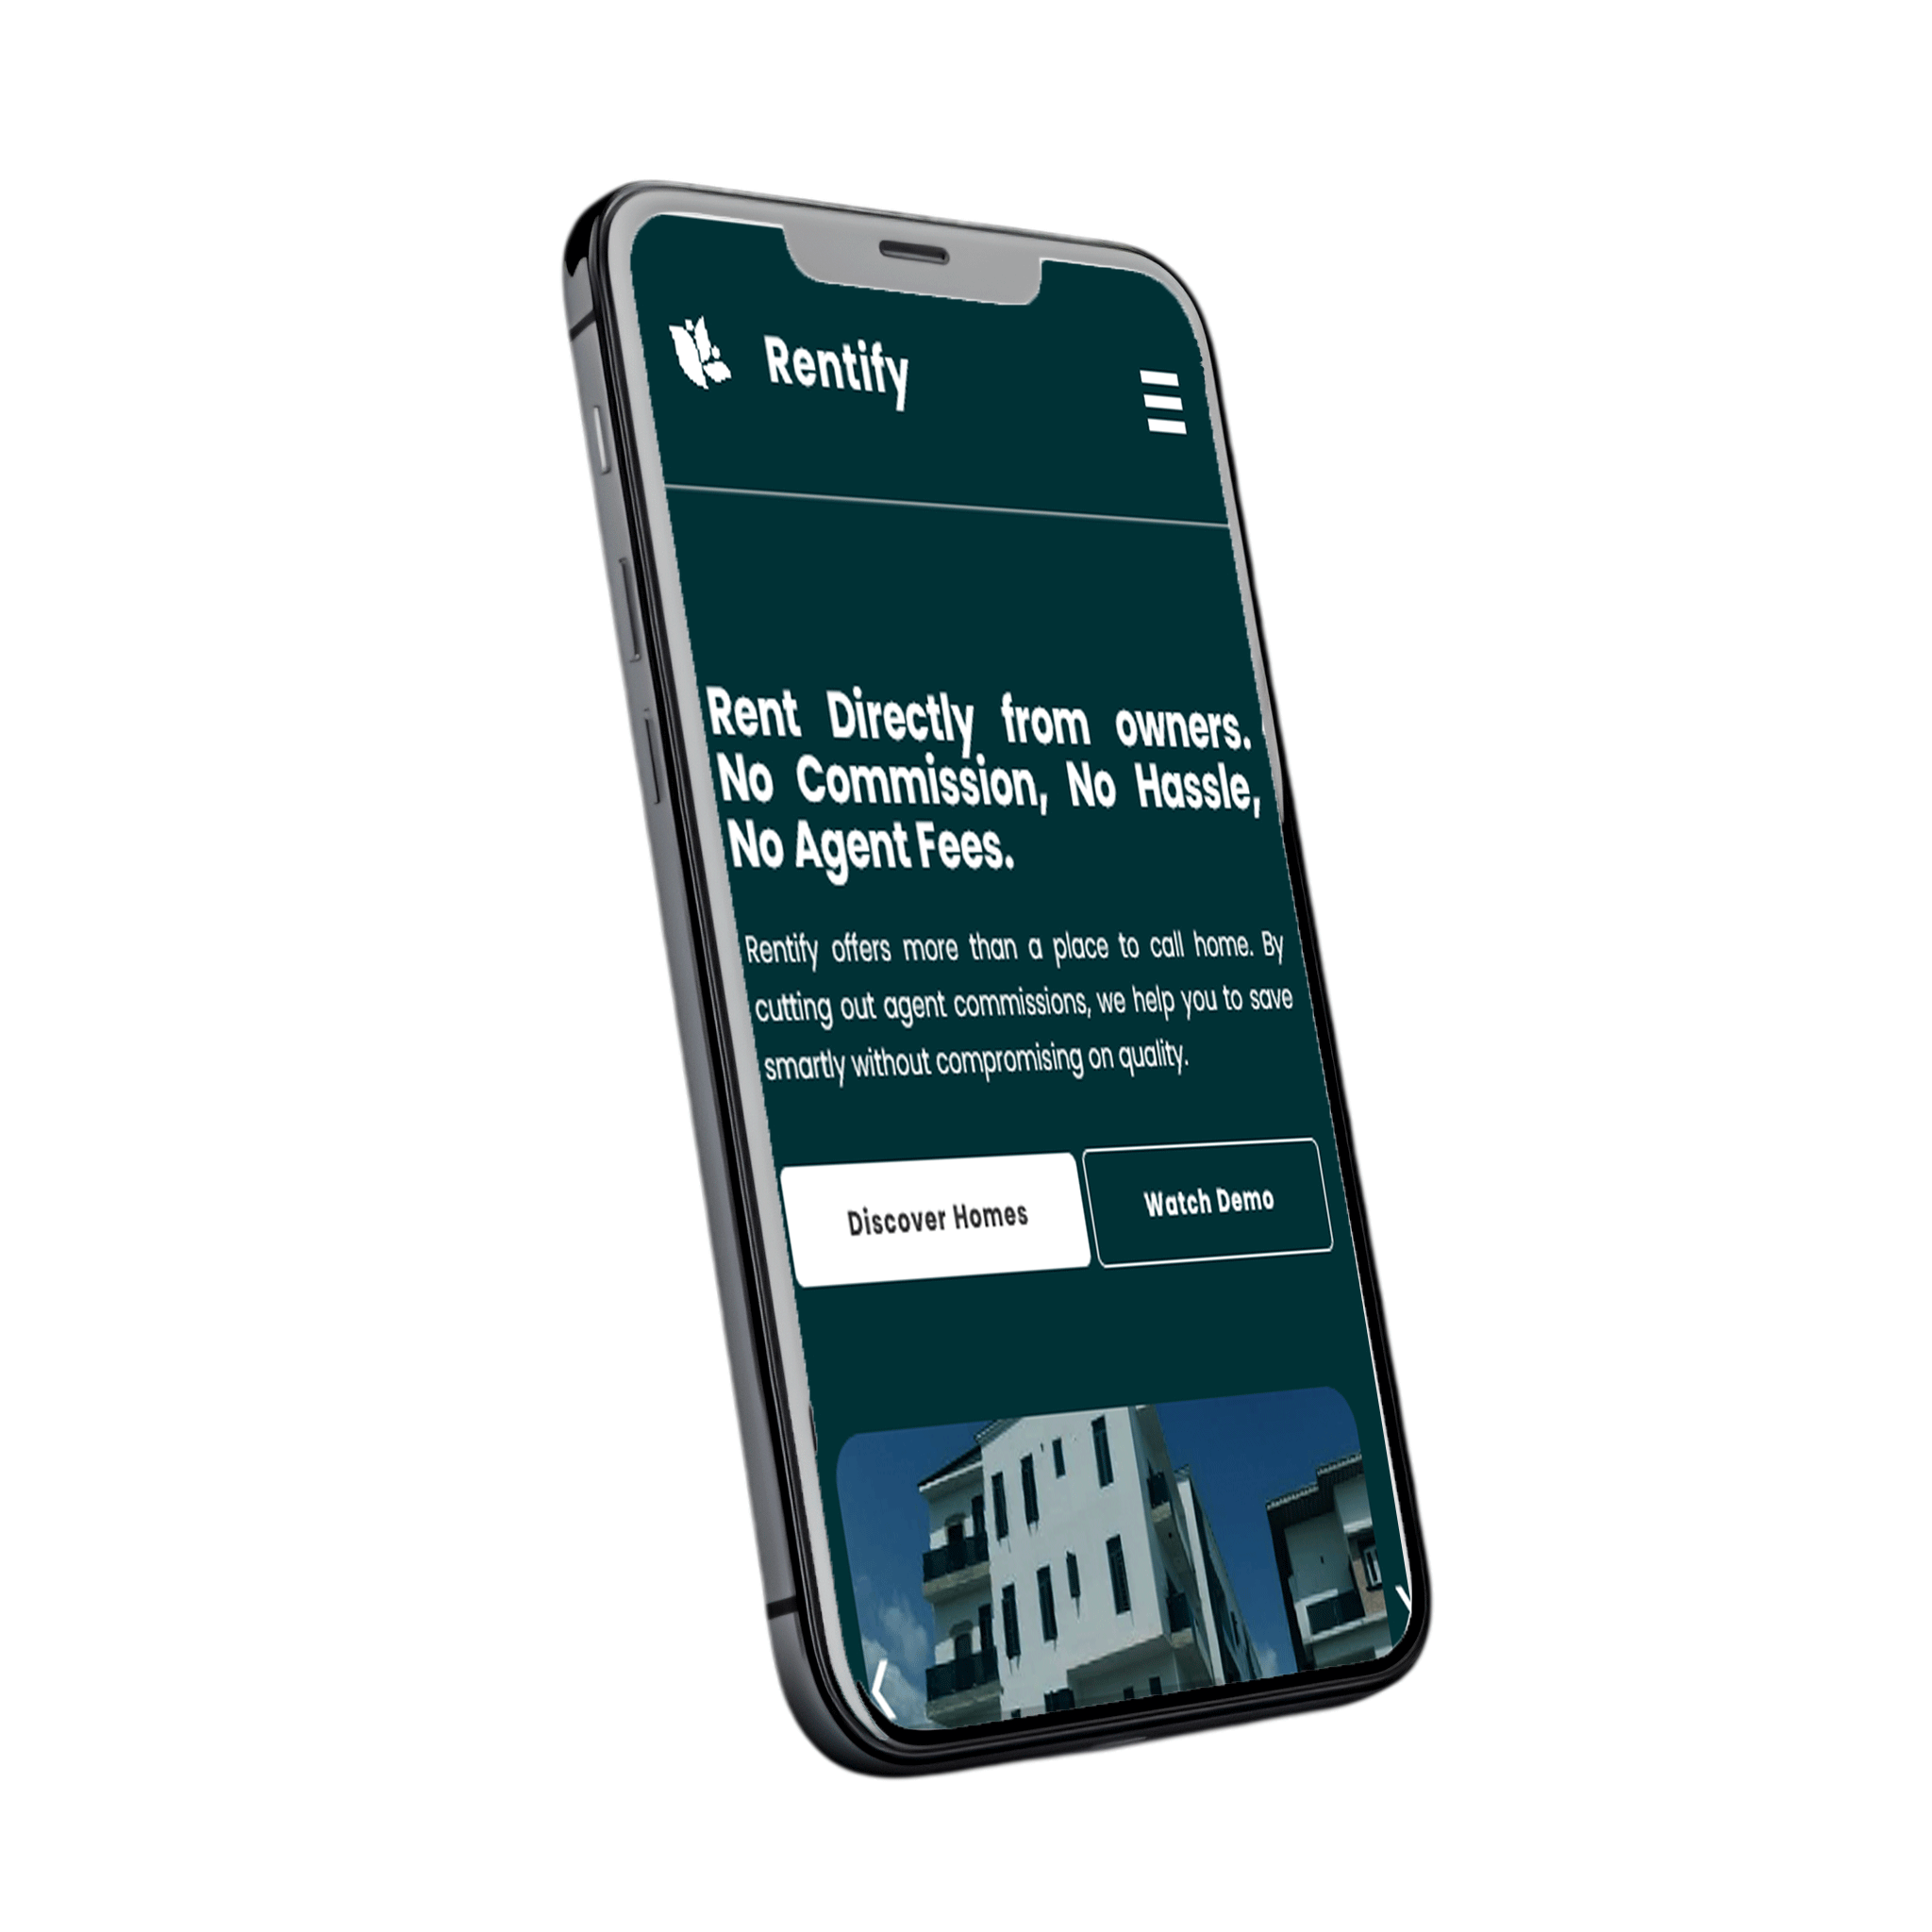 Rentify
Rent Directly from owners.
No Commission, No Hassle,
No Agent Fees.
Rentify offers more than a place to call home. By
cutting out agent commissions, we help you to save
smartly without compromising on quality.
Discover Homes
Watch Demo